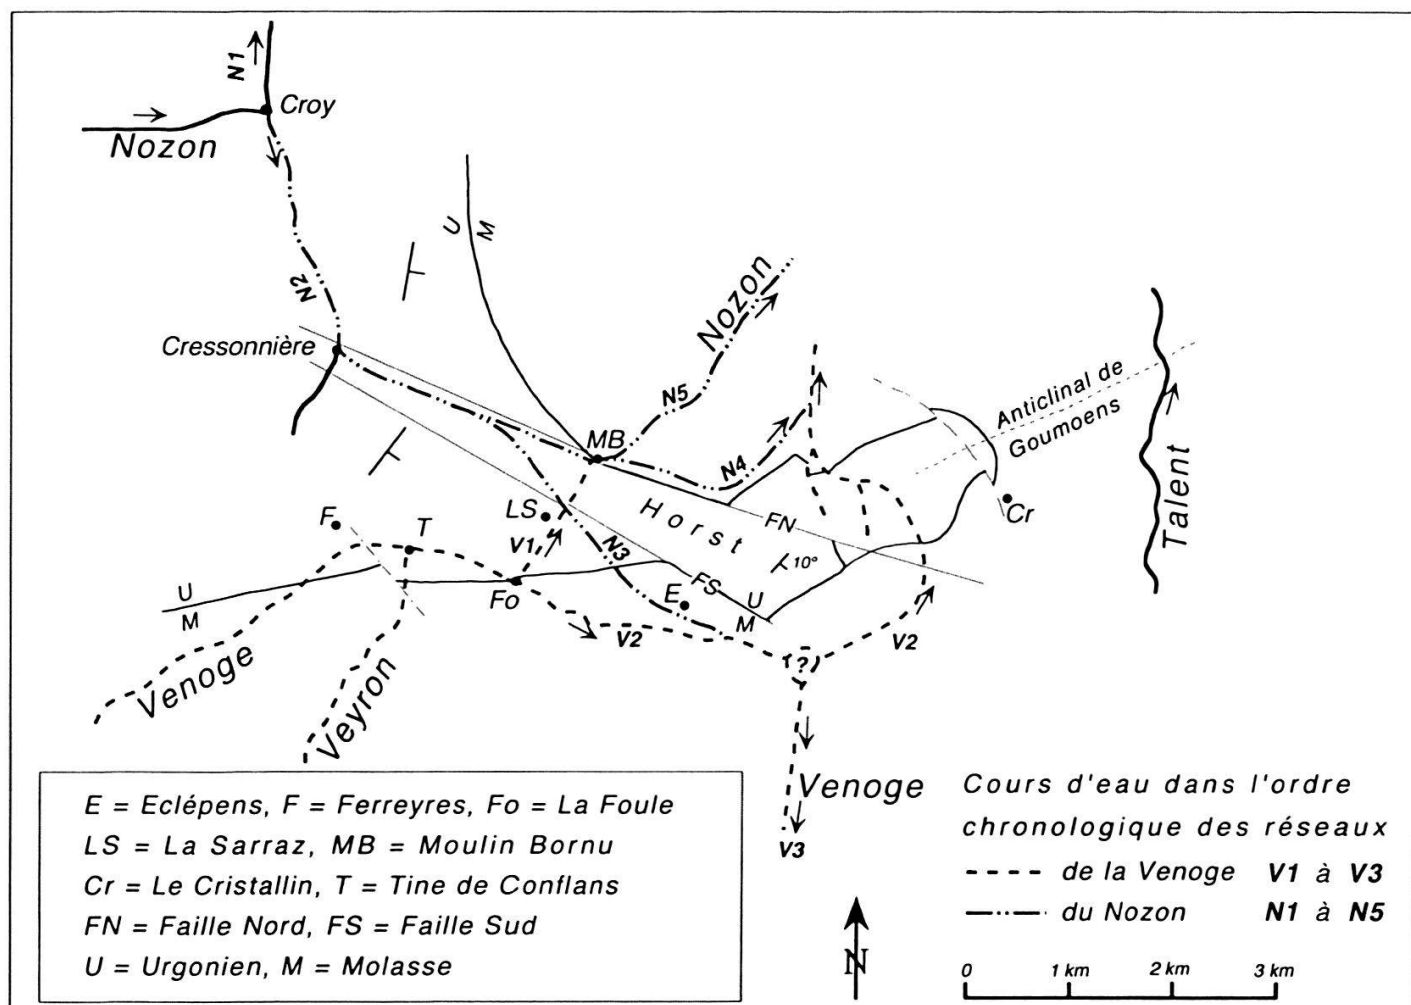 N1
Croy
Nozon
U
M
N2
Nozon
Cressonnière
Anticlinal de
Goumoens
N5
MB
N4
Talent
LS
Horst
FN
Cr
F
T
V1
N3
10°
FS
U
M
Fo
E
U
M
V2
V2
?
Venoge
Veyron
Venoge
V3
E = Eclépens, F = Ferreyres, Fo = La Foule
LS = La Sarraz, MB = Moulin Bornu
Cr = Le Cristallin, T = Tine de Conflans
FN = Faille Nord, FS = Faille Sud
U = Urgonien, M = Molasse
N
Cours d'eau dans l'ordre
chronologique des réseaux
de la Venoge V1 à V3
du Nozon N1 à N5
0 1 km 2 km 3 km